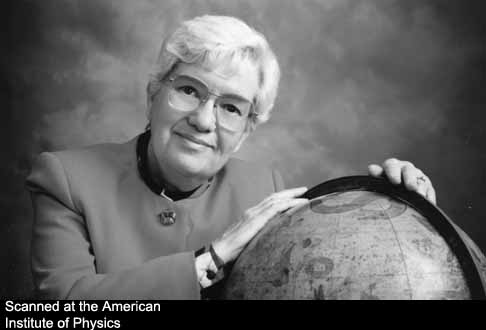 Scanned at the American
Institute of Physics